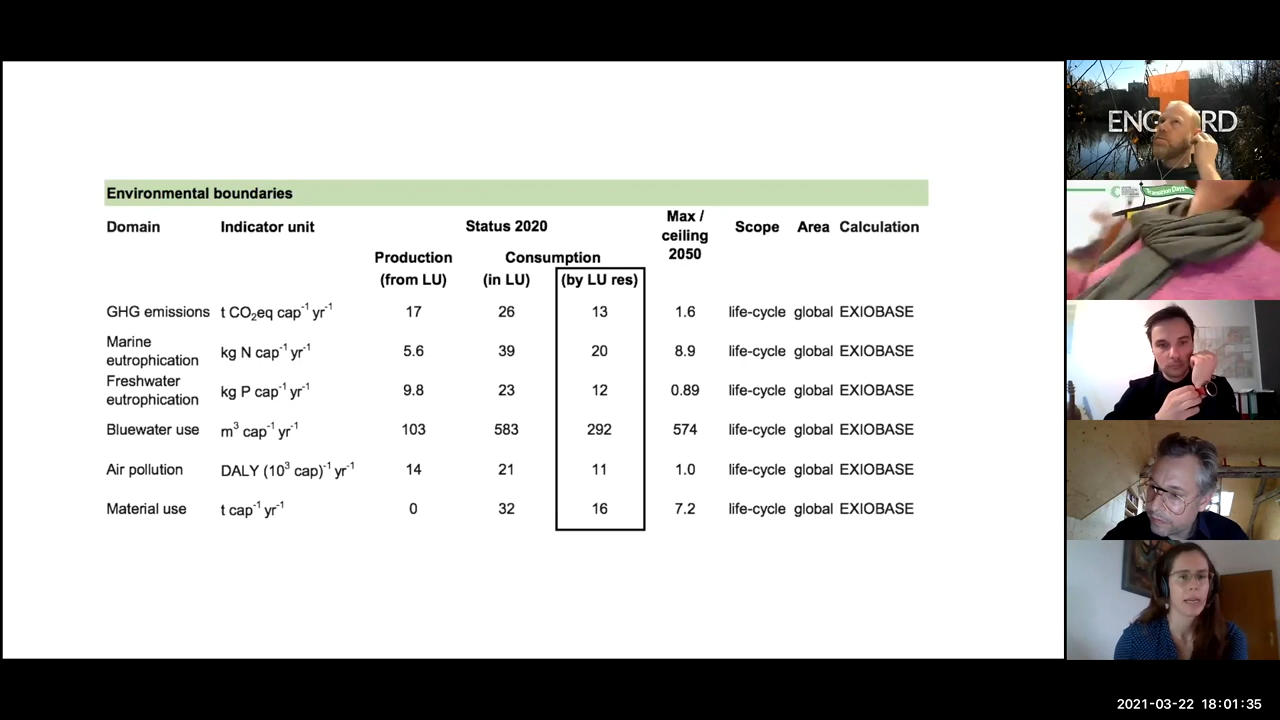 Environmental boundaries
Domain Indicator unit Status 2020 Max / ceiling 2050 Scope Area Calculation
Production (from LU) Consumption (in LU) (by LU res)
GHG emissions t CO₂eq cap⁻¹ yr⁻¹ 17 26 13 1.6 life-cycle global EXIOBASE
Marine eutrophication kg N cap⁻¹ yr⁻¹ 5.6 39 20 8.9 life-cycle global EXIOBASE
Freshwater eutrophication kg P cap⁻¹ yr⁻¹ 9.8 23 12 0.89 life-cycle global EXIOBASE
Bluewater use m³ cap⁻¹ yr⁻¹ 103 583 292 574 life-cycle global EXIOBASE
Air pollution DALY (10³ cap)⁻¹ yr⁻¹ 14 21 11 1.0 life-cycle global EXIOBASE
Material use t cap⁻¹ yr⁻¹ 0 32 16 7.2 life-cycle global EXIOBASE
Transition Days
2021-03-22 18:01:35